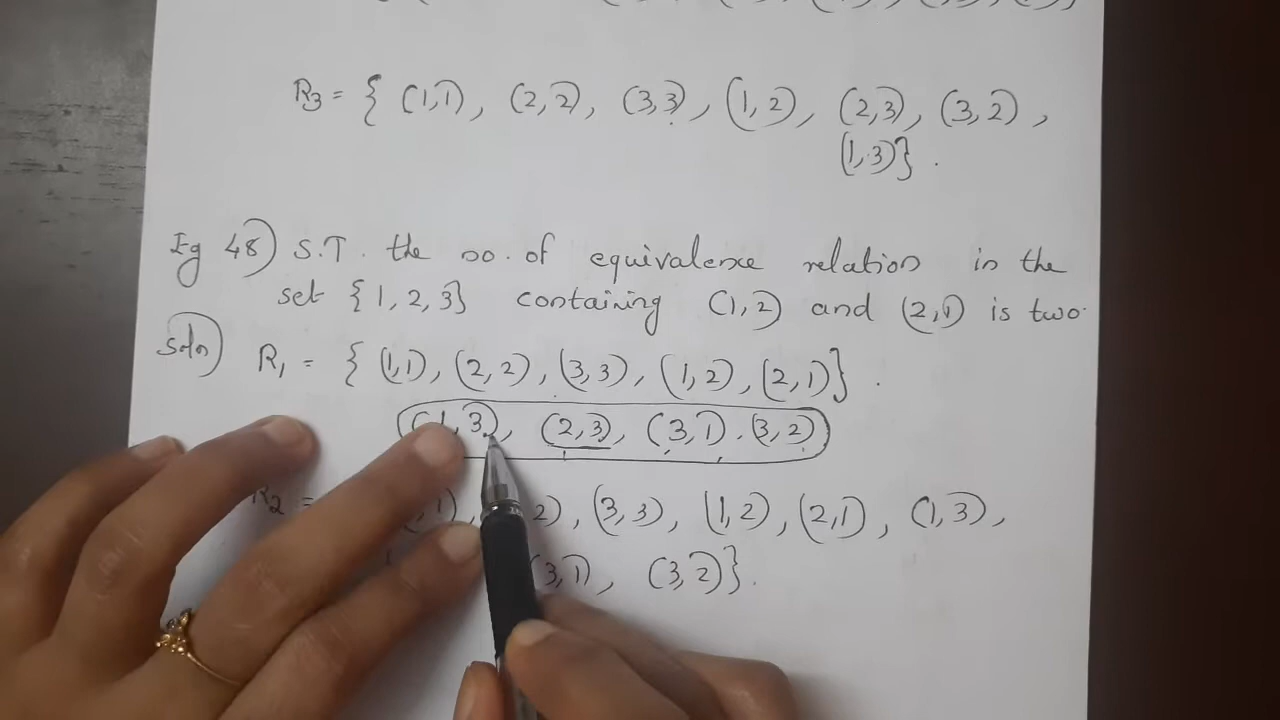 R3 = { (1,1), (2,2), (3,3), (1,2), (2,3), (3,2),
(1,3)}.
Eg 48) S.T. the no. of equivalence relation in the
set {1,2,3} containing (1,2) and (2,1) is two.
Soln) R1 = { (1,1), (2,2), (3,3), (1,2), (2,1)}.
(1,3), (2,3), (3,1), (3,2)
R2 = (3,3), (1,2), (2,1), (1,3),
(3,1), (3,2)}.